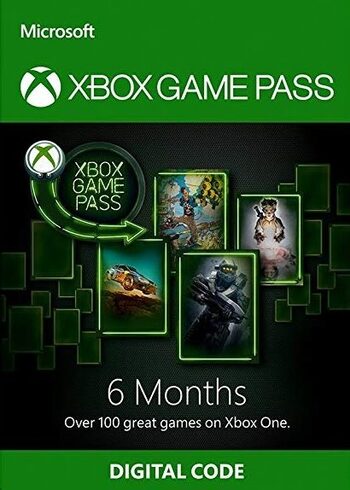 Microsoft
XBOX GAME PASS
XBOX
GAME
PASS
6 Months
Over 100 great games on Xbox One.
DIGITAL CODE